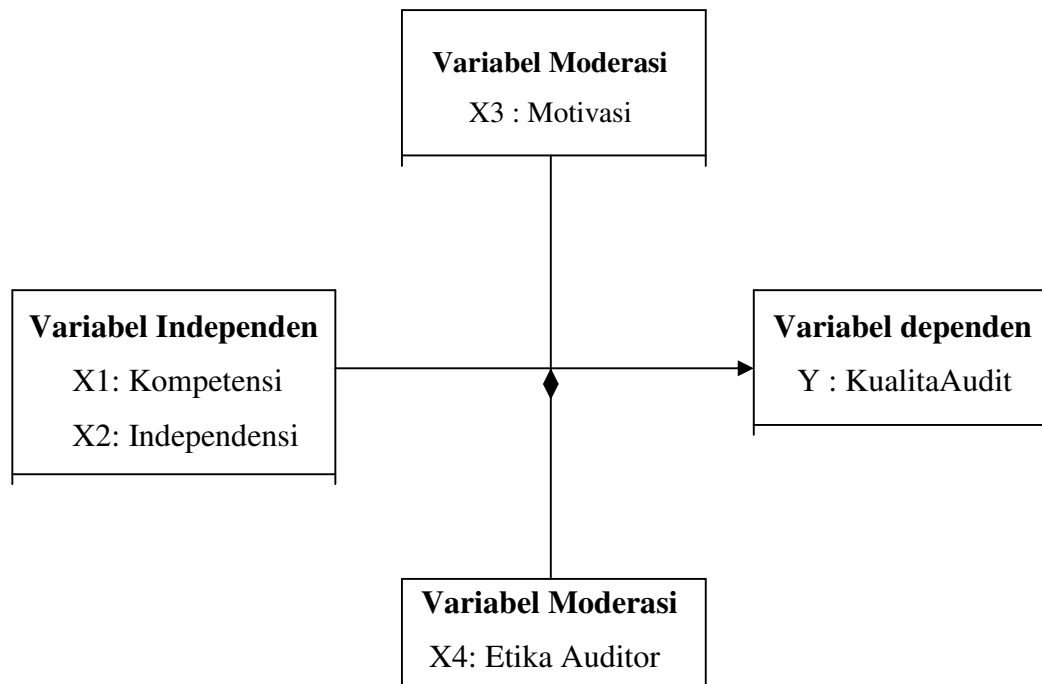 Variabel Moderasi
X3 : Motivasi
Variabel Independen
X1: Kompetensi
X2: Independensi
Variabel dependen
Y : KualitaAudit
Variabel Moderasi
X4: Etika Auditor